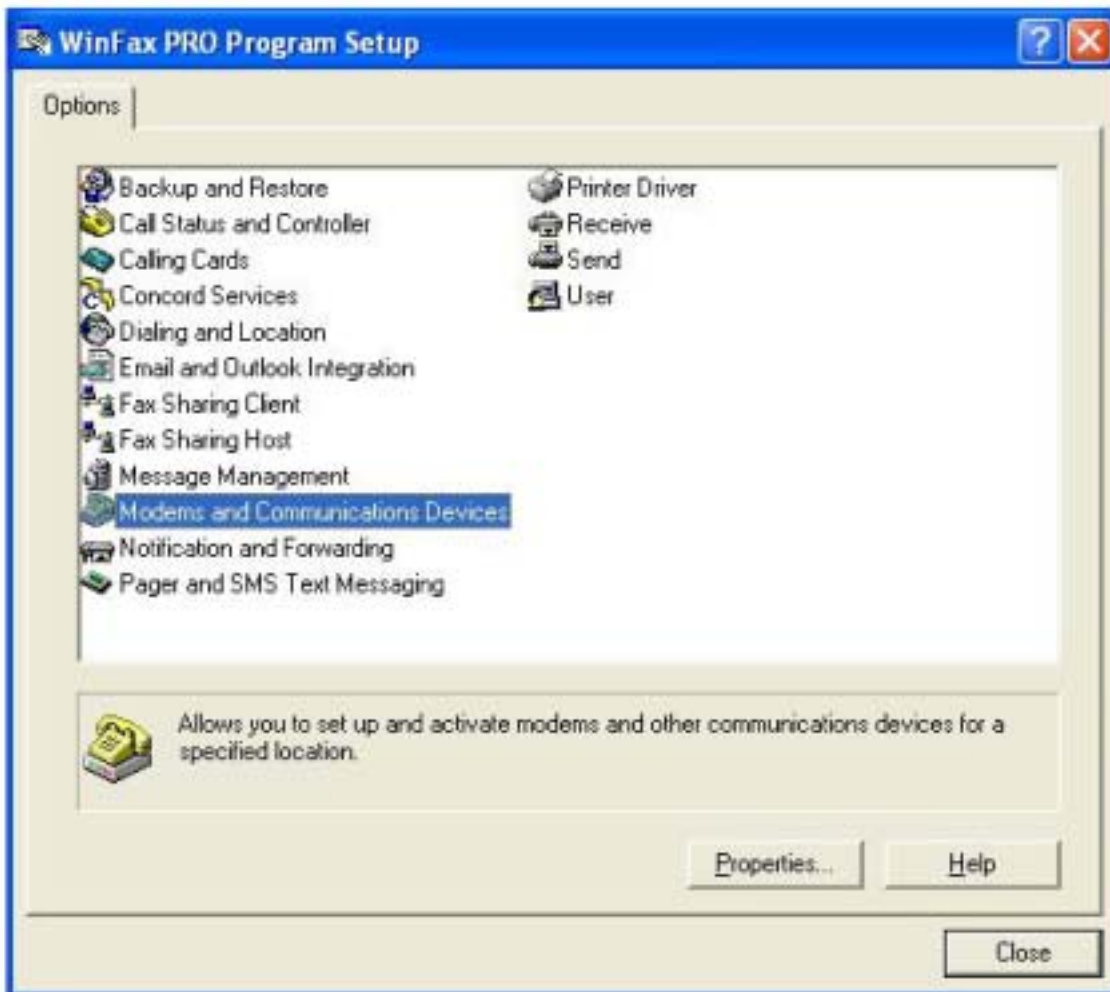 WinFax PRO Program Setup
Options
Backup and Restore
Call Status and Controller
Calling Cards
Concord Services
Dialing and Location
Email and Outlook Integration
Fax Sharing Client
Fax Sharing Host
Message Management
Modems and Communications Devices
Notification and Forwarding
Pager and SMS Text Messaging
Printer Driver
Receive
Send
User
Allows you to set up and activate modems and other communications devices for a
specified location.
Properties...
Help
Close